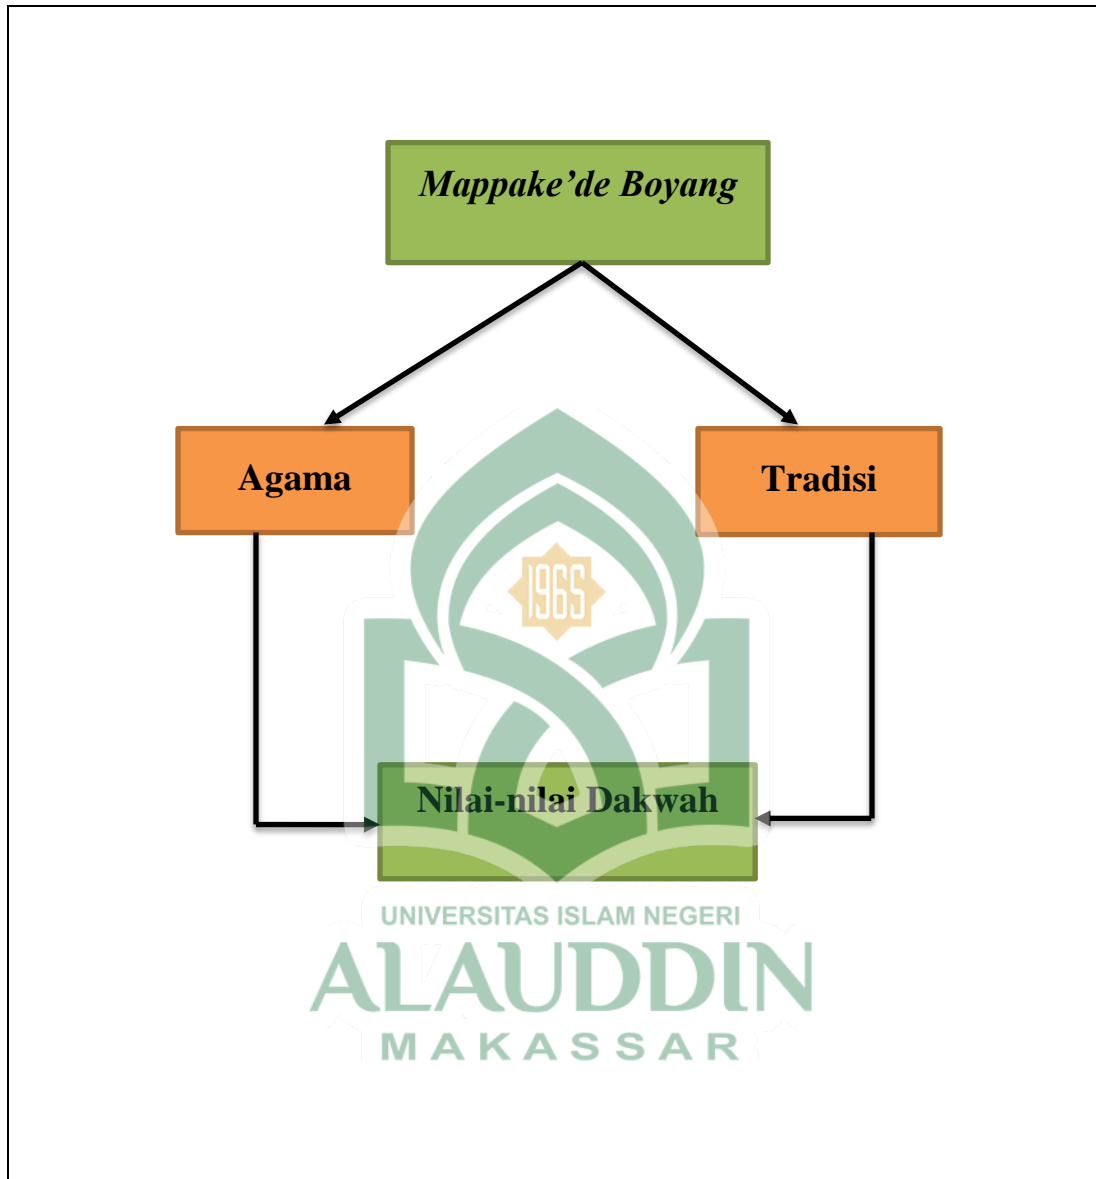 Mappake’de Boyang
Agama
Tradisi
1965
Nilai-nilai Dakwah
UNIVERSITAS ISLAM NEGERI
ALAUDDIN
MAKASSAR